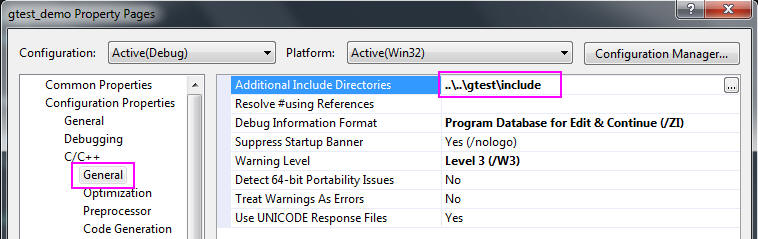 gtest_demo Property Pages
?
Configuration: Active(Debug) Platform: Active(Win32) Configuration Manager...
Common Properties
Configuration Properties
General
Debugging
C/C++
General
Optimization
Preprocessor
Code Generation
Additional Include Directories ..\..\gtest\include ...
Resolve #using References
Debug Information Format Program Database for Edit & Continue (/ZI)
Suppress Startup Banner Yes (/nologo)
Warning Level Level 3 (/W3)
Detect 64-bit Portability Issues No
Treat Warnings As Errors No
Use UNICODE Response Files Yes